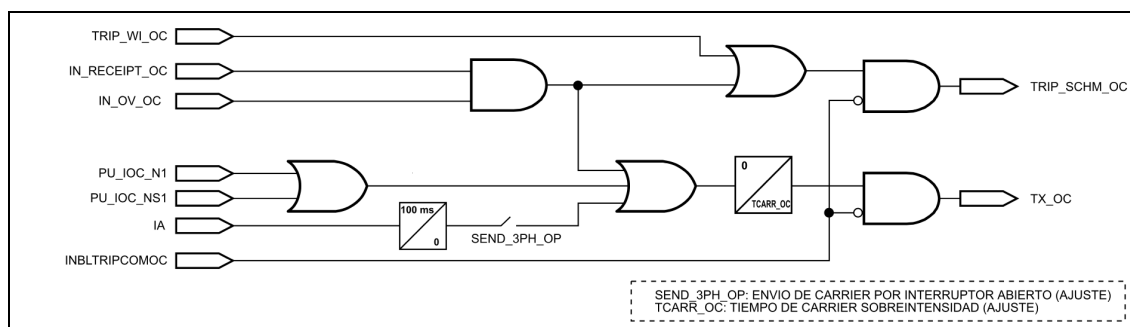 TRIP_WI_OC
IN_RECEIPT_OC
IN_OV_OC
TRIP_SCHM_OC
PU_IOC_N1
PU_IOC_NS1
IA
INBLTRIPCOMOC
100 ms
0
SEND_3PH_OP
0
TCARR_OC
TX_OC
SEND_3PH_OP: ENVIO DE CARRIER POR INTERRUPTOR ABIERTO (AJUSTE)
TCARR_OC: TIEMPO DE CARRIER SOBREINTENSIDAD (AJUSTE)